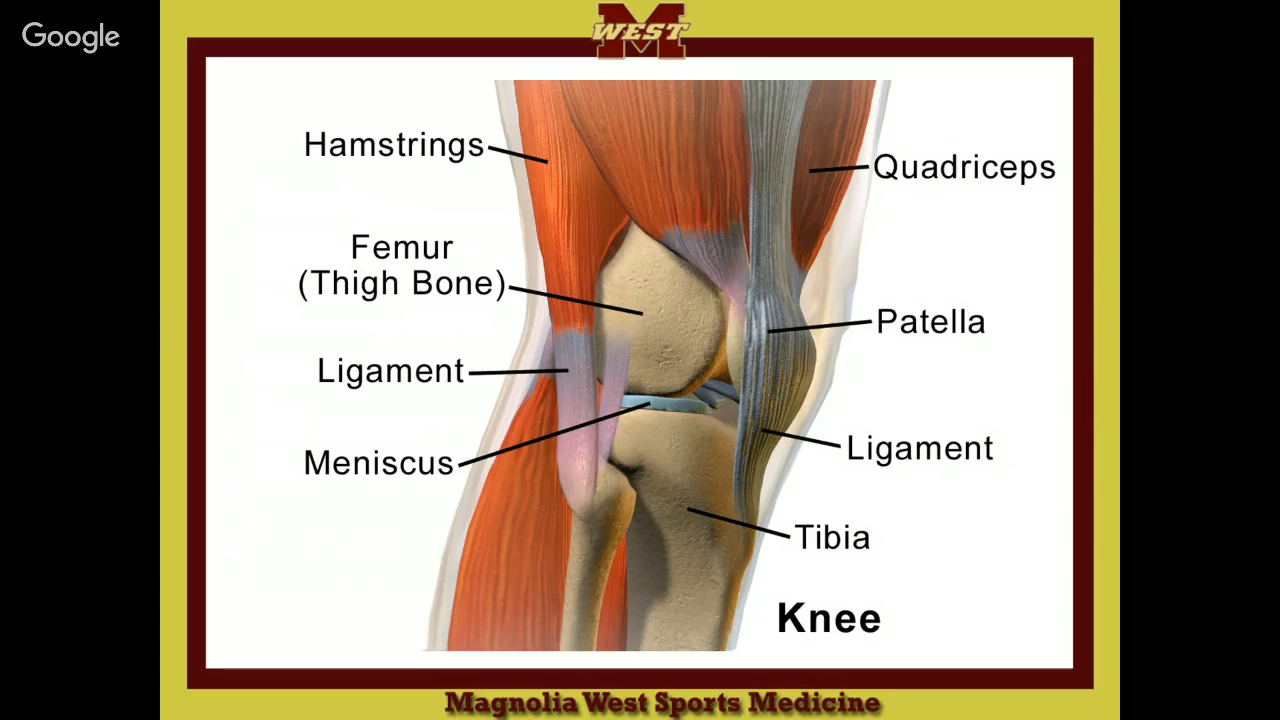 Google
M
WEST
Hamstrings
Quadriceps
Femur
(Thigh Bone)
Patella
Ligament
Ligament
Meniscus
Tibia
Knee
Magnolia West Sports Medicine